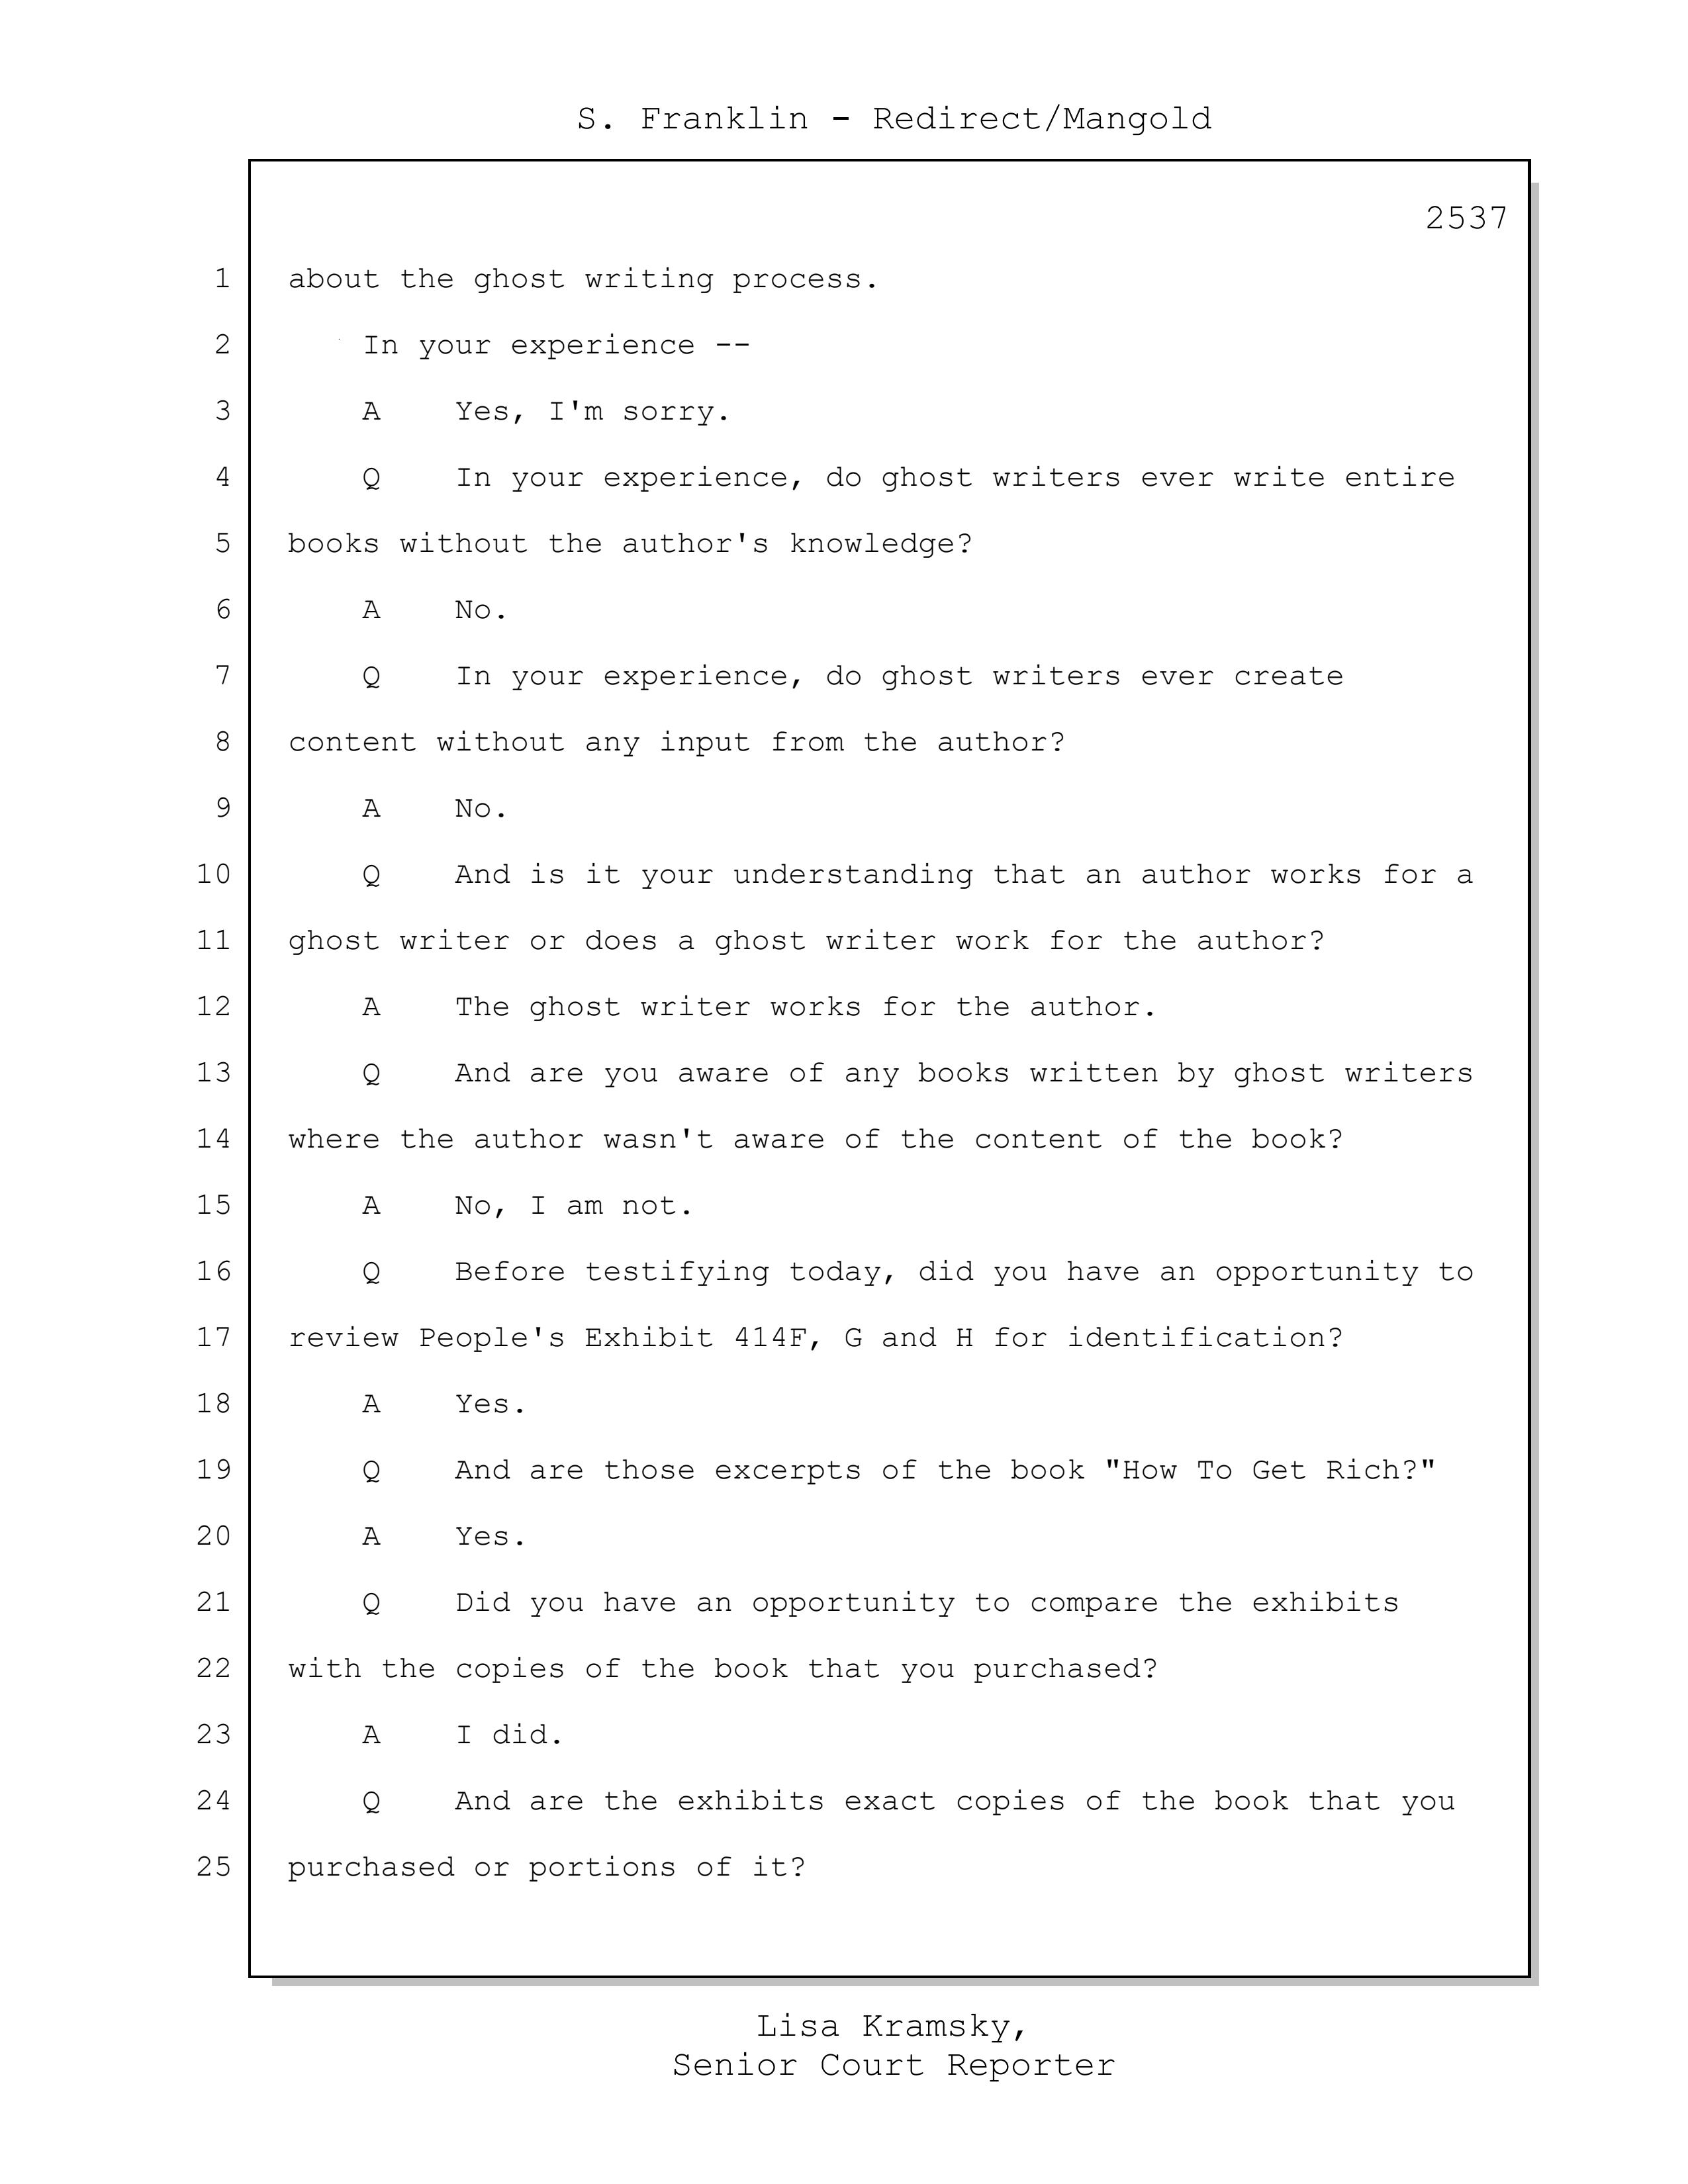 S. Franklin - Redirect/Mangold
2537
1 about the ghost writing process.
2 In your experience --
3 A Yes, I'm sorry.
4 Q In your experience, do ghost writers ever write entire
5 books without the author's knowledge?
6 A No.
7 Q In your experience, do ghost writers ever create
8 content without any input from the author?
9 A No.
10 Q And is it your understanding that an author works for a
11 ghost writer or does a ghost writer work for the author?
12 A The ghost writer works for the author.
13 Q And are you aware of any books written by ghost writers
14 where the author wasn't aware of the content of the book?
15 A No, I am not.
16 Q Before testifying today, did you have an opportunity to
17 review People's Exhibit 414F, G and H for identification?
18 A Yes.
19 Q And are those excerpts of the book "How To Get Rich?"
20 A Yes.
21 Q Did you have an opportunity to compare the exhibits
22 with the copies of the book that you purchased?
23 A I did.
24 Q And are the exhibits exact copies of the book that you
25 purchased or portions of it?
Lisa Kramsky,
Senior Court Reporter